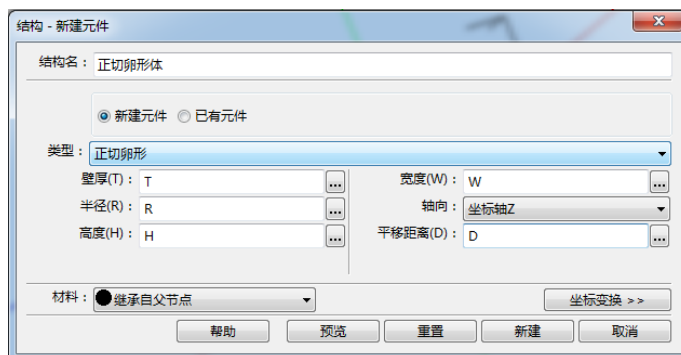 结构 - 新建元件
结构名： 正切卵形体
新建元件 已有元件
类型： 正切卵形
壁厚(T)： T ... 宽度(W)： W ...
半径(R)： R ... 轴向： 坐标轴Z
高度(H)： H ... 平移距离(D)： D ...
材料： 继承自父节点 坐标变换 >>
帮助 预览 重置 新建 取消